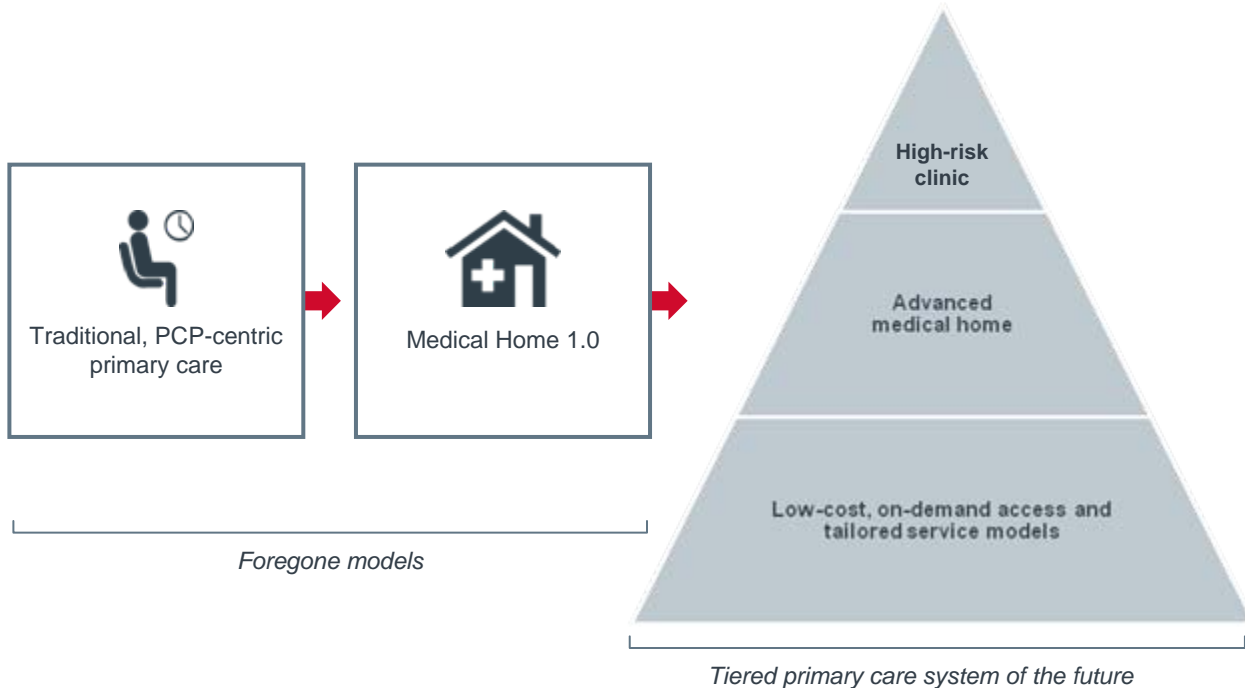 Traditional, PCP-centric
primary care
Medical Home 1.0
Foregone models
High-risk
clinic
Advanced
medical home
Low-cost, on-demand access and
tailored service models
Tiered primary care system of the future